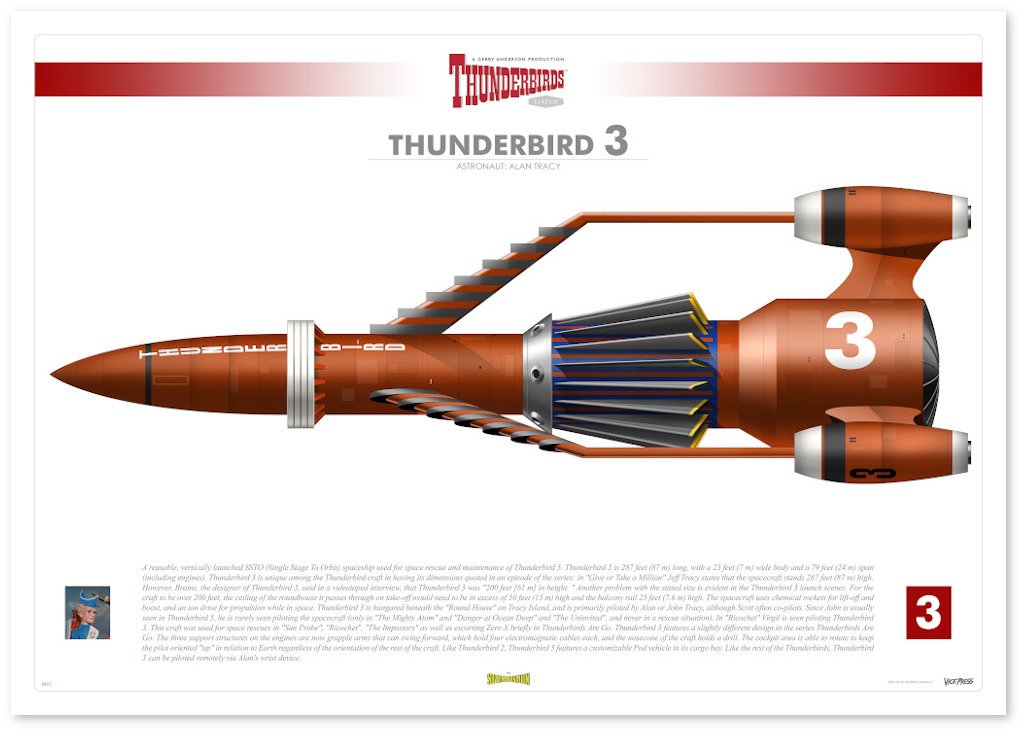 A GERRY ANDERSON PRODUCTION
THUNDERBIRDS™
CLASSIC
THUNDERBIRD 3
ASTRONAUT: ALAN TRACY
THUNDERBIRD
3
3
A reusable, vertically launched SSTO (Single Stage To Orbit) spaceship used for space rescue and maintenance of Thunderbird 5. Thunderbird 3 is 287 feet (87 m) long, with a 23 feet (7 m) wide body and a 79 feet (24 m) span
(including engines). Thunderbird 3 is unique among the Thunderbird craft in having its dimensions quoted in an episode of the series: in "Give or Take a Million" Jeff Tracy states that the spacecraft stands 287 feet (87 m) high.
However, Brains, the designer of Thunderbird 3, said in a videotaped interview, that Thunderbird 3 was "200 feet [61 m] in height. " Another problem with the stated size is evident in the Thunderbird 3 launch scenes. For the
craft to be over 200 feet, the ceiling of the roundhouse it passes through on take-off would need to be in excess of 50 feet (15 m) high and the balcony rail 25 feet (7.6 m) high. The spacecraft uses chemical rockets for lift-off and
boost, and an ion drive for propulsion while in space. Thunderbird 3 is hangared beneath the "Round House" on Tracy Island, and is primarily piloted by Alan or John Tracy, although Scott often co-pilots. Since John is usually
seen in Thunderbird 5, he is rarely seen piloting the spacecraft (only in "The Mighty Atom" and "Danger at Ocean Deep" and "The Uninvited", and never in a rescue situation). In "Ricochet" Virgil is seen piloting Thunderbird
3. This craft was used for space rescues in "Sun Probe", "Ricochet", "The Impostors" as well as escorting Zero X briefly in Thunderbirds Are Go. Thunderbird 3 features a slightly different design in the series Thunderbirds Are
Go. The three support structures on the engines are now grapple arms that can swing forward, which hold four electromagnetic cables each, and the nosecone of the craft holds a drill. The cockpit area is able to rotate to keep
the pilot oriented "up" in relation to Earth regardless of the orientation of the rest of the craft. Like Thunderbird 2, Thunderbird 3 features a customizable Pod vehicle in its cargo bay. Like the rest of the Thunderbirds, Thunderbird
3 can be piloted remotely via Alan's wrist device.
3
SUPERMARIONATION
VICE PRESS